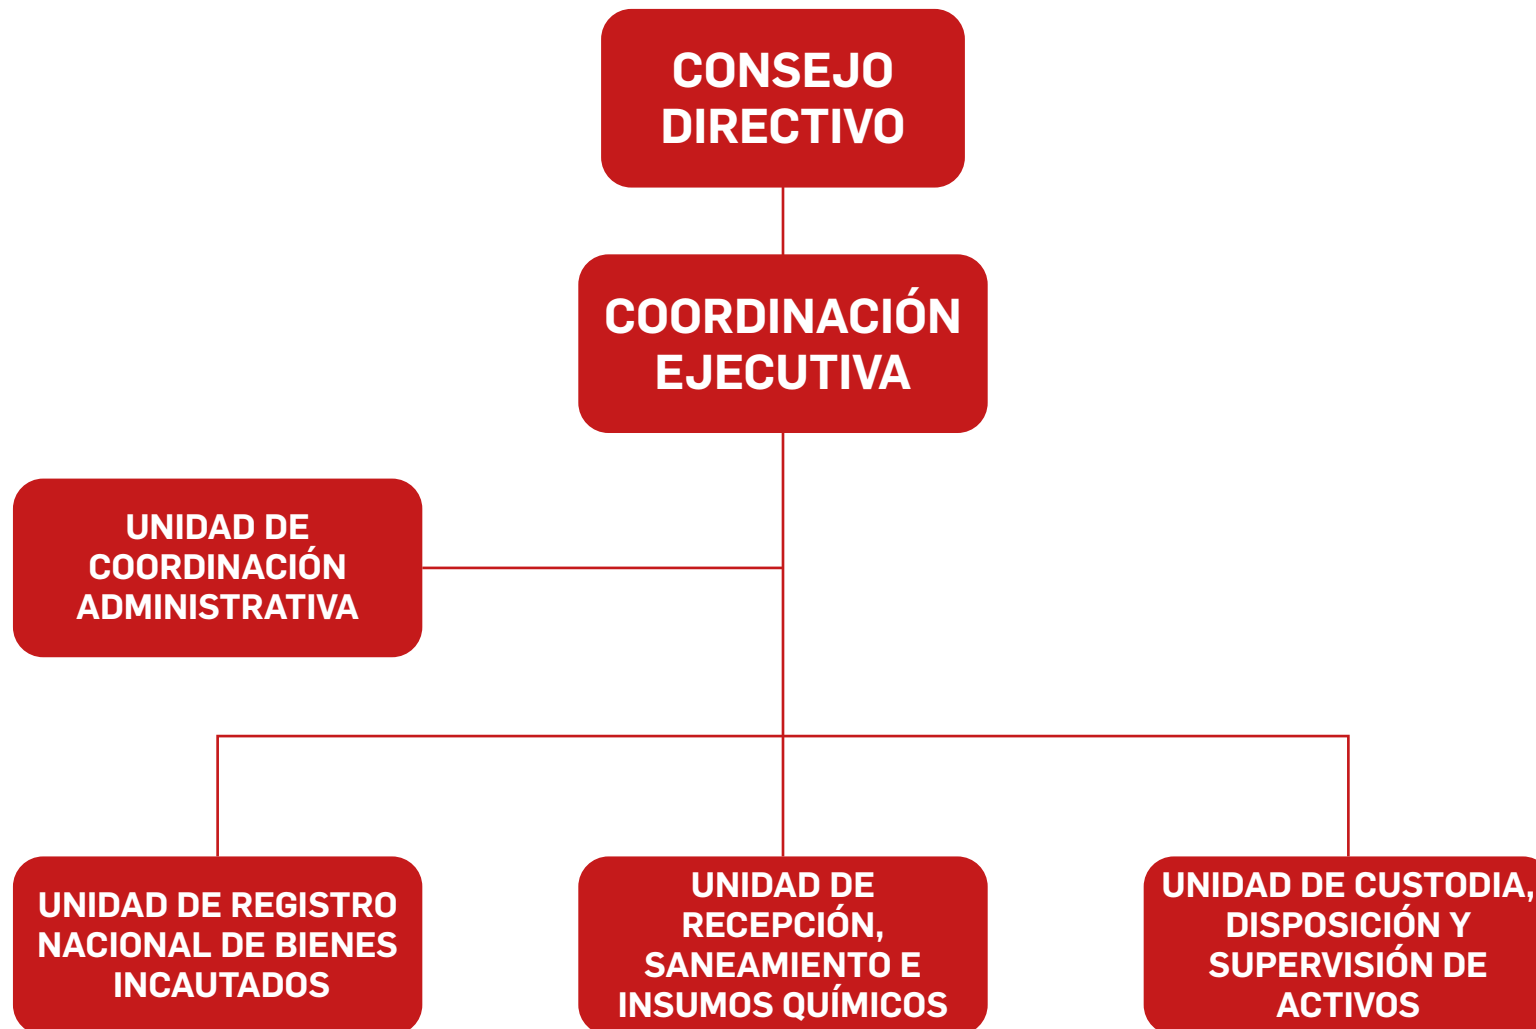 CONSEJO
DIRECTIVO
COORDINACIÓN
EJECUTIVA
UNIDAD DE
COORDINACIÓN
ADMINISTRATIVA
UNIDAD DE REGISTRO
NACIONAL DE BIENES
INCAUTADOS
UNIDAD DE
RECEPCIÓN,
SANEAMIENTO E
INSUMOS QUÍMICOS
UNIDAD DE CUSTODIA,
DISPOSICIÓN Y
SUPERVISIÓN DE
ACTIVOS